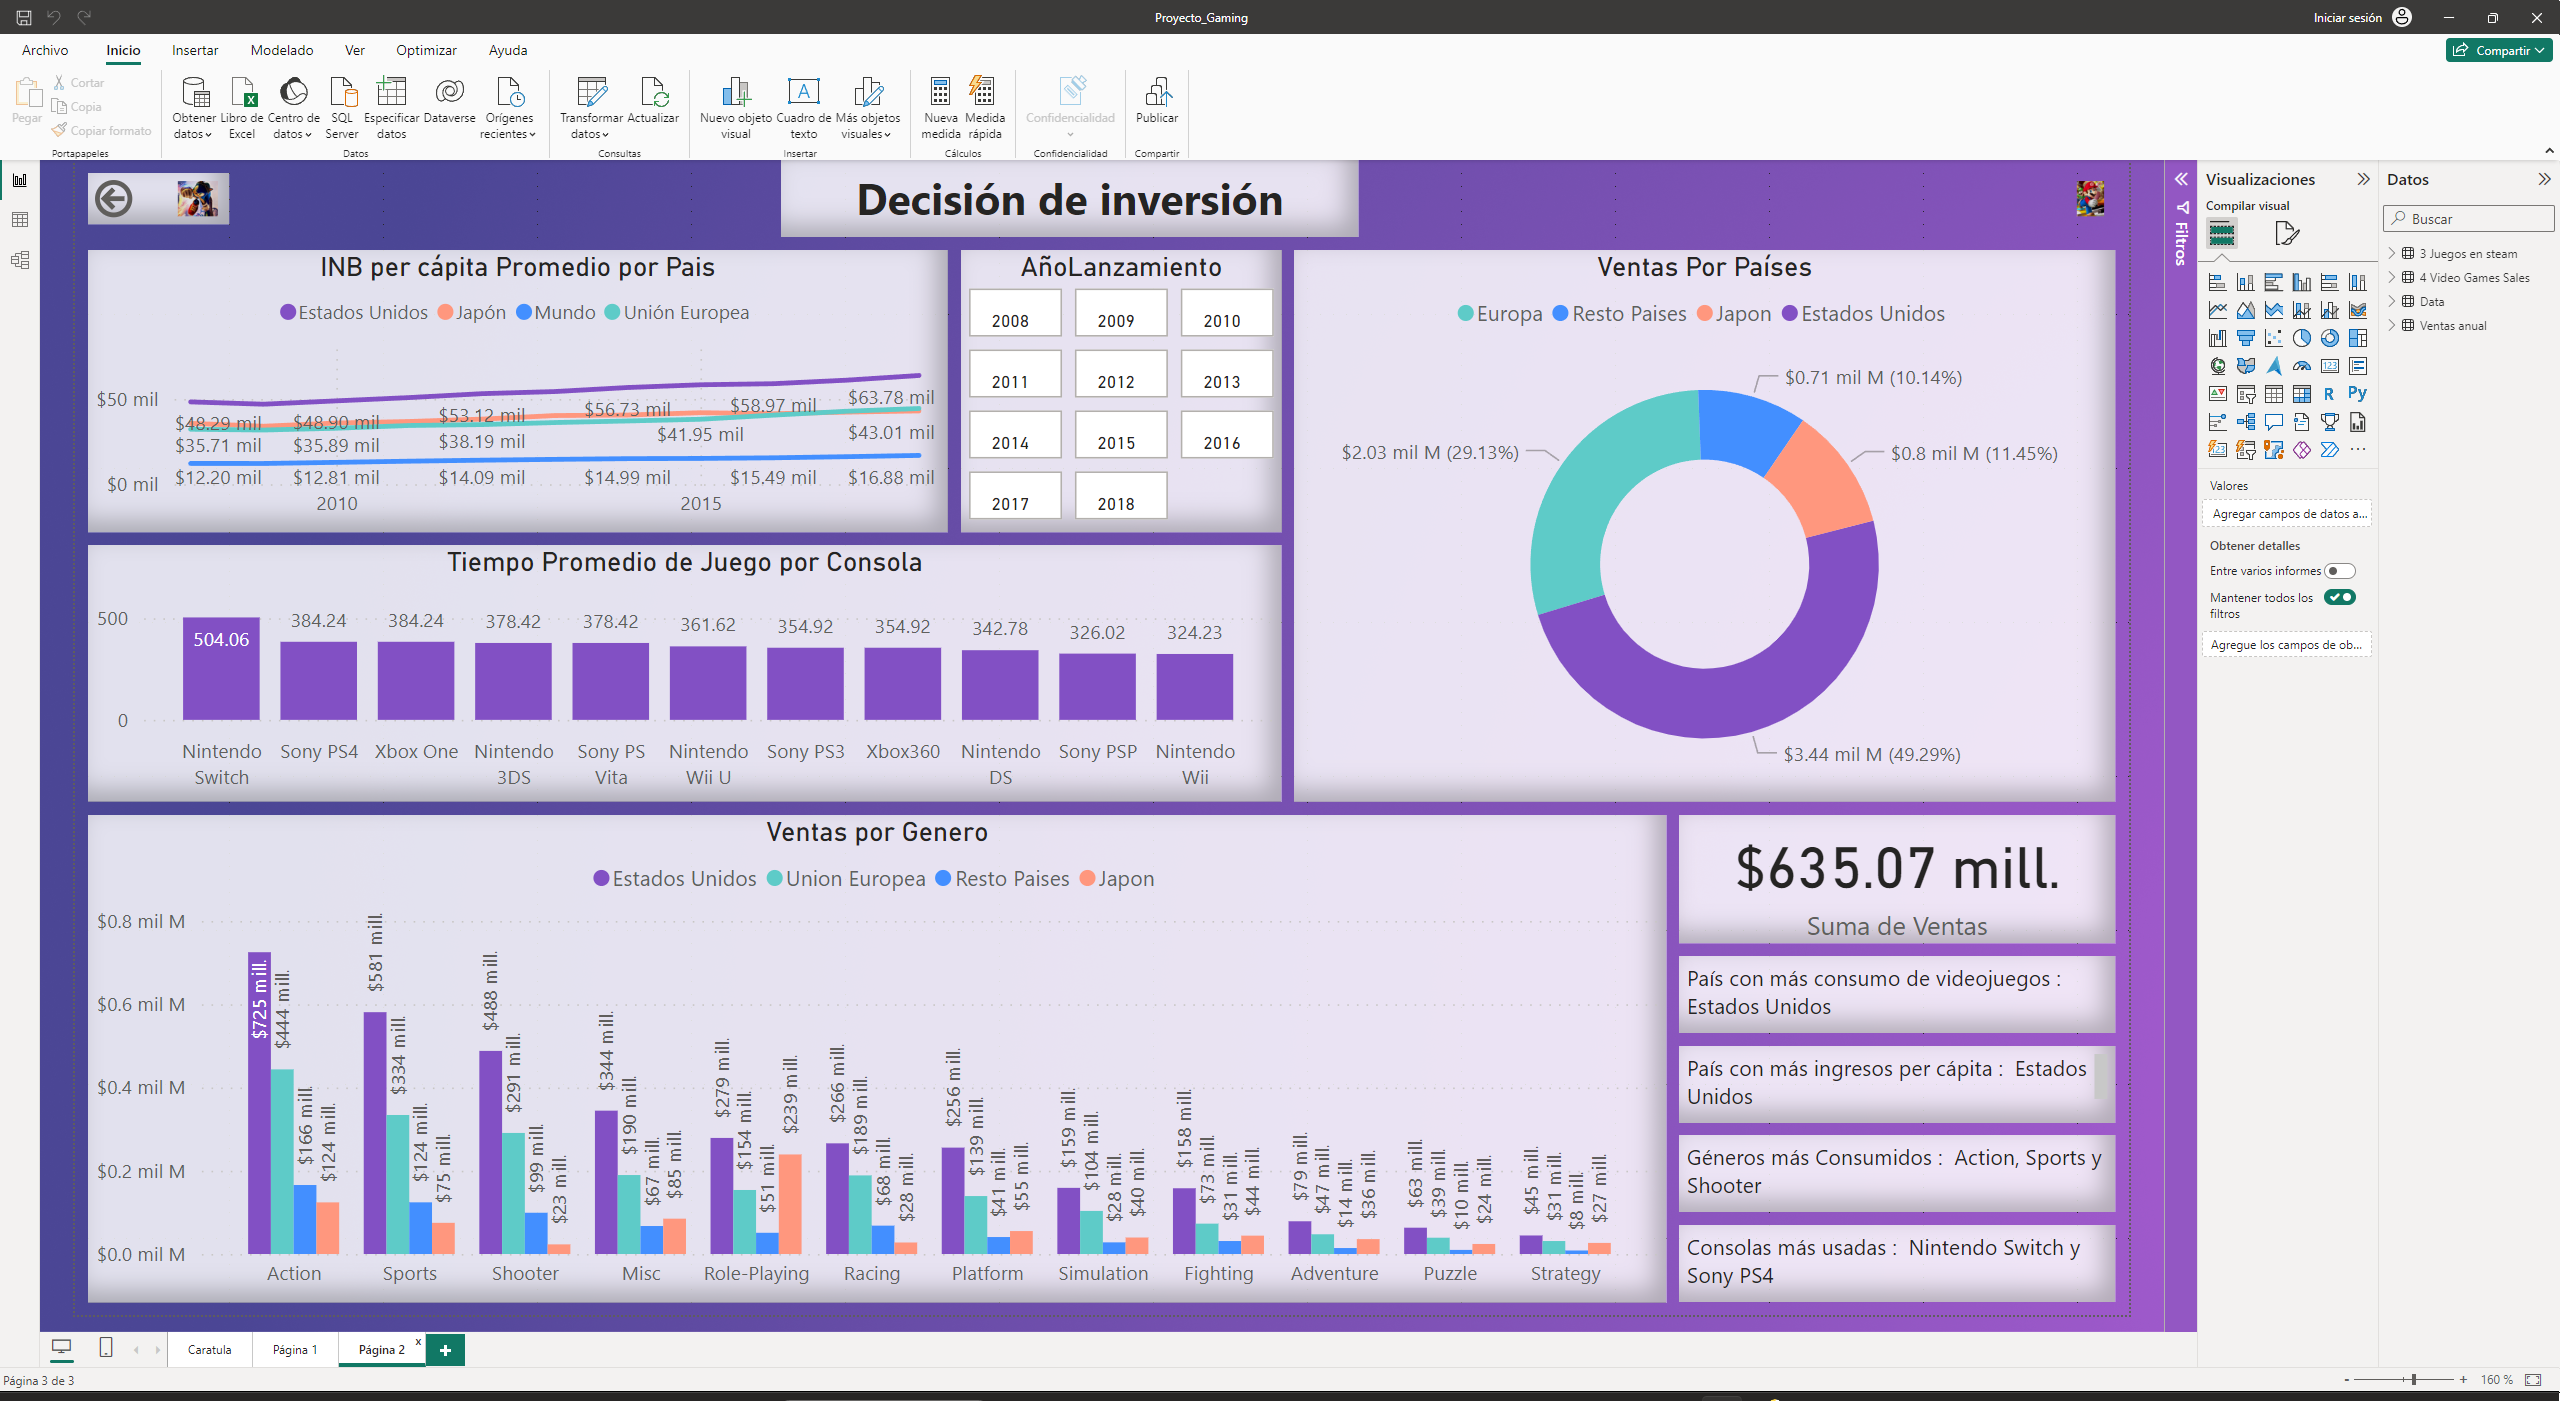 Proyecto_Gaming
Iniciar sesión
Archivo
Inicio
Insertar
Modelado
Ver
Optimizar
Ayuda
Compartir
Pegar
Cortar
Copia
Copiar formato
Portapapeles
Obtener datos
Libro de Excel
Centro de datos
SQL Server
Especificar datos
Dataverse
Orígenes recientes
Datos
Transformar datos
Actualizar
Consultas
Nuevo objeto visual
Cuadro de texto
Más objetos visuales
Insertar
Nueva medida
Medida rápida
Cálculos
Confidencialidad
Confidencialidad
Publicar
Compartir
Decisión de inversión
INB per cápita Promedio por Pais
Estados Unidos Japón Mundo Unión Europea
$50 mil
$0 mil
$48.29 mil $48.90 mil $53.12 mil $56.73 mil $58.97 mil $63.78 mil
$35.71 mil $35.89 mil $38.19 mil $41.95 mil $43.01 mil
$12.20 mil $12.81 mil $14.09 mil $14.99 mil $15.49 mil $16.88 mil
2010 2015
AñoLanzamiento
2008 2009 2010
2011 2012 2013
2014 2015 2016
2017 2018
Ventas Por Países
Europa Resto Paises Japon Estados Unidos
$0.71 mil M (10.14%)
$2.03 mil M (29.13%)
$0.8 mil M (11.45%)
$3.44 mil M (49.29%)
Tiempo Promedio de Juego por Consola
500
0
504.06 384.24 384.24 378.42 378.42 361.62 354.92 354.92 342.78 326.02 324.23
Nintendo Switch
Sony PS4
Xbox One
Nintendo 3DS
Sony PS Vita
Nintendo Wii U
Sony PS3
Xbox360
Nintendo DS
Sony PSP
Nintendo Wii
Ventas por Genero
Estados Unidos Union Europea Resto Paises Japon
$0.8 mil M
$0.6 mil M
$0.4 mil M
$0.2 mil M
$0.0 mil M
$725 mill. $444 mill. $166 mill. $124 mill.
$581 mill. $334 mill. $124 mill. $75 mill.
$488 mill. $291 mill. $99 mill. $23 mill.
$344 mill. $190 mill. $67 mill. $85 mill.
$279 mill. $154 mill. $51 mill. $239 mill.
$266 mill. $189 mill. $68 mill. $28 mill.
$256 mill. $139 mill. $41 mill. $55 mill.
$159 mill. $104 mill. $28 mill. $40 mill.
$158 mill. $73 mill. $31 mill. $44 mill.
$79 mill. $47 mill. $14 mill. $36 mill.
$63 mill. $39 mill. $10 mill. $24 mill.
$45 mill. $31 mill. $8 mill. $27 mill.
Action Sports Shooter Misc Role-Playing Racing Platform Simulation Fighting Adventure Puzzle Strategy
$635.07 mill.
Suma de Ventas
País con más consumo de videojuegos :
Estados Unidos
País con más ingresos per cápita : Estados
Unidos
Géneros más Consumidos : Action, Sports y
Shooter
Consolas más usadas : Nintendo Switch y
Sony PS4
Filtros
Visualizaciones
Compilar visual
123
R
Py
123
Valores
Agregar campos de datos a...
Obtener detalles
Entre varios informes
Mantener todos los
filtros
Agregue los campos de ob...
Datos
Buscar
3 Juegos en steam
4 Video Games Sales
Data
Ventas anual
Caratula
Página 1
Página 2
Página 3 de 3
160 %